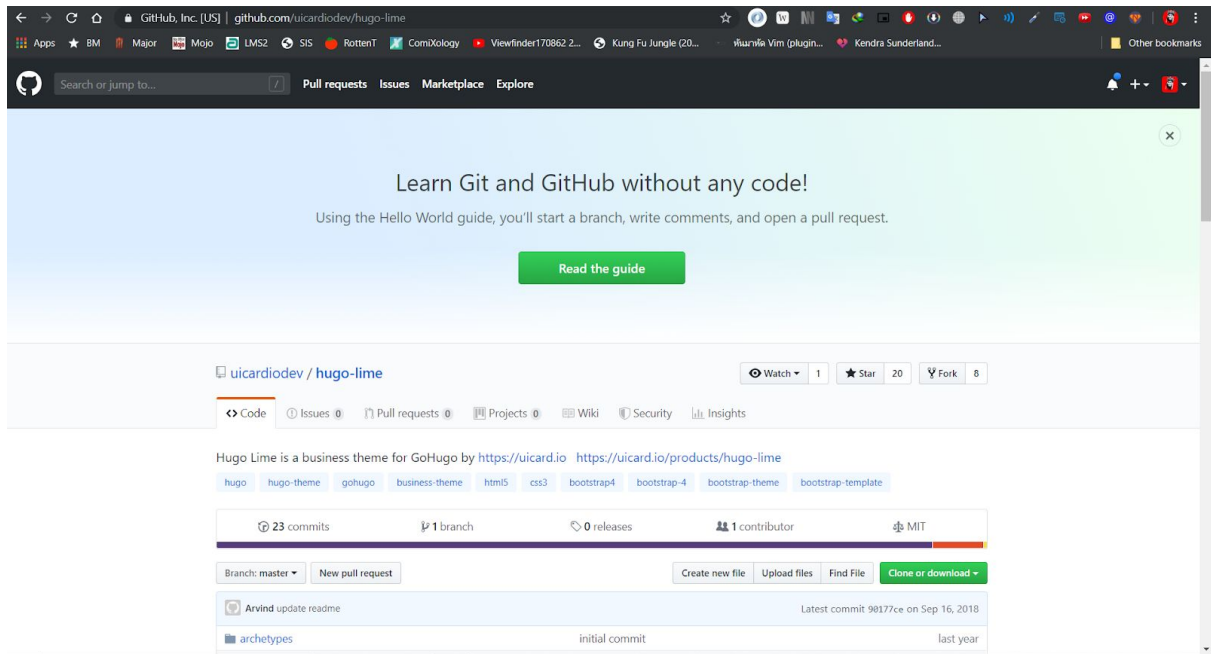 GitHub, Inc. [US] | github.com/uicardiodev/hugo-lime
Apps BM Major Mojo LMS2 SIS RottenT ComiXology Viewfinder170862 2... Kung Fu Jungle (20... หันมาหัด Vim (plugin... Kendra Sunderland... Other bookmarks
Search or jump to... / Pull requests Issues Marketplace Explore
Learn Git and GitHub without any code!
Using the Hello World guide, you'll start a branch, write comments, and open a pull request.
Read the guide
uicardiodev / hugo-lime Watch 1 Star 20 Fork 8
Code Issues 0 Pull requests 0 Projects 0 Wiki Security Insights
Hugo Lime is a business theme for GoHugo by https://uicard.io https://uicard.io/products/hugo-lime
hugo hugo-theme gohugo business-theme html5 css3 bootstrap4 bootstrap-4 bootstrap-theme bootstrap-template
23 commits 1 branch 0 releases 1 contributor MIT
Branch: master New pull request Create new file Upload files Find File Clone or download
Arvind update readme Latest commit 90177ce on Sep 16, 2018
archetypes initial commit last year